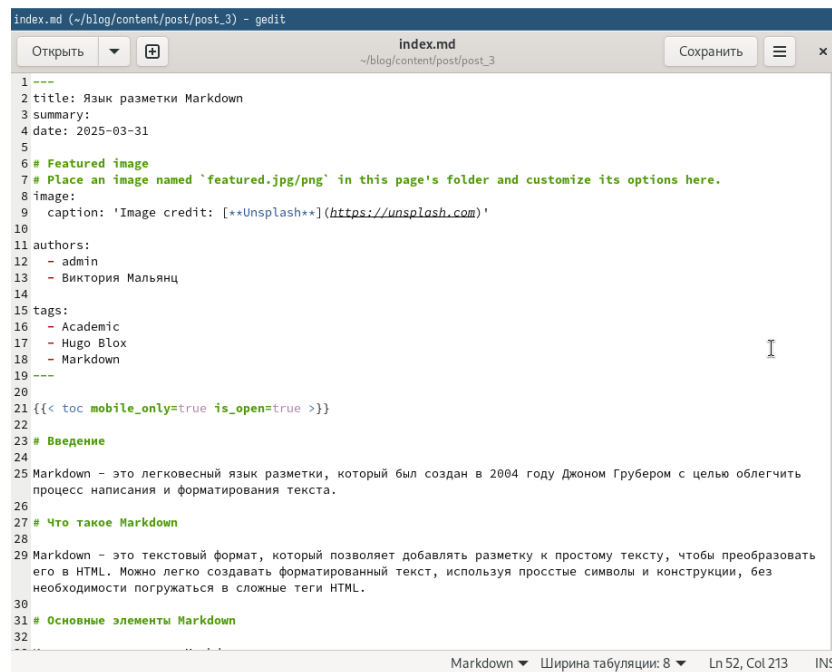 index.md (~/blog/content/post/post_3) - gedit
Открыть
index.md
~/blog/content/post/post_3
Сохранить
1 ---
2 title: Язык разметки Markdown
3 summary:
4 date: 2025-03-31
5
6 # Featured image
7 # Place an image named `featured.jpg/png` in this page's folder and customize its options here.
8 image:
9   caption: 'Image credit: [**Unsplash**](https://unsplash.com)'
10
11 authors:
12   - admin
13   - Виктория Мальянц
14
15 tags:
16   - Academic
17   - Hugo Blox
18   - Markdown
19 ---
20
21 {{< toc mobile_only=true is_open=true >}}
22
23 # Введение
24
25 Markdown - это легковесный язык разметки, который был создан в 2004 году Джоном Грубером с целью облегчить
процесс написания и форматирования текста.
26
27 # Что такое Markdown
28
29 Markdown - это текстовый формат, который позволяет добавлять разметку к простому тексту, чтобы преобразовать
его в HTML. Можно легко создавать форматированный текст, используя просстые символы и конструкции, без
необходимости погружаться в сложные теги HTML.
30
31 # Основные элементы Markdown
32
Markdown
Ширина табуляции: 8
Ln 52, Col 213